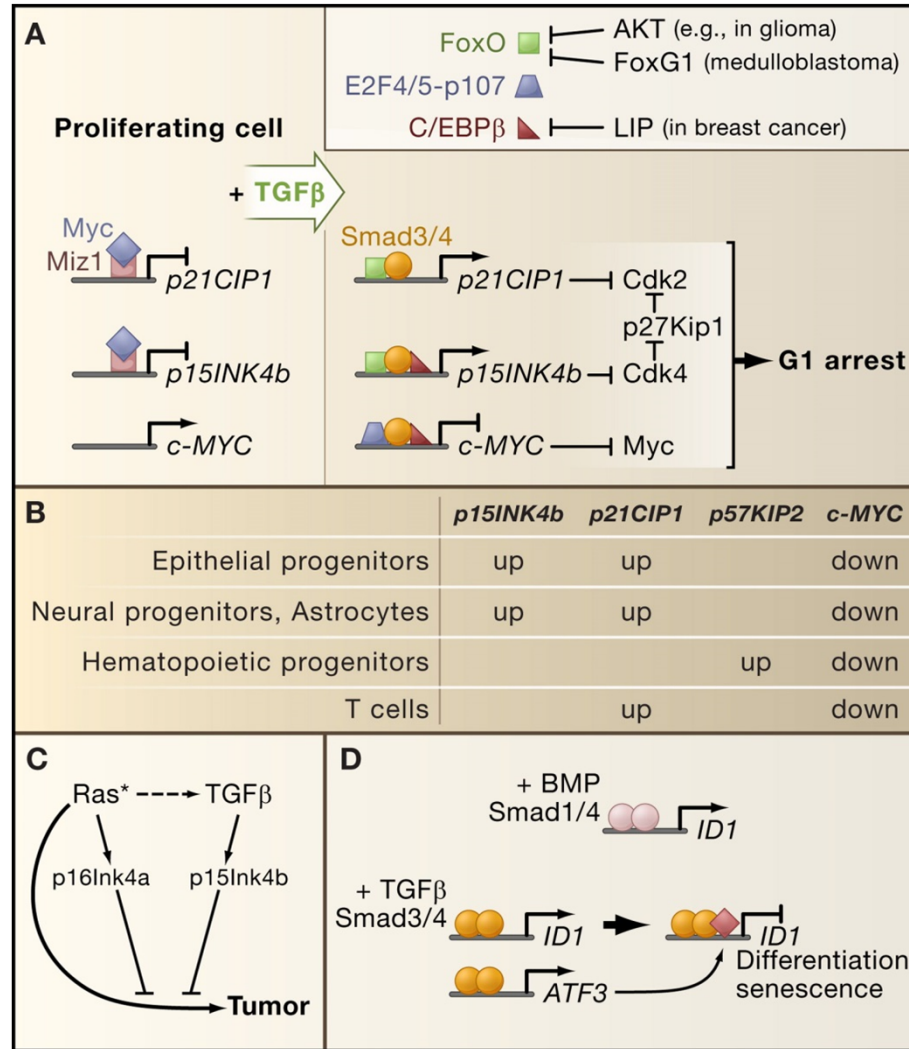 A
FoxO
AKT (e.g., in glioma)
FoxG1 (medulloblastoma)
E2F4/5-p107
C/EBPβ
LIP (in breast cancer)
Proliferating cell
+ TGFβ
Myc
Miz1
p21CIP1
p15INK4b
c-MYC
Smad3/4
p21CIP1
Cdk2
p27Kip1
p15INK4b
Cdk4
c-MYC
Myc
G1 arrest
B
p15INK4b p21CIP1 p57KIP2 c-MYC
Epithelial progenitors up up down
Neural progenitors, Astrocytes up up down
Hematopoietic progenitors up down
T cells up down
C
Ras* TGFβ
p16Ink4a p15Ink4b
Tumor
D
+ BMP
Smad1/4
ID1
+ TGFβ
Smad3/4
ID1
ID1
ATF3
Differentiation
senescence